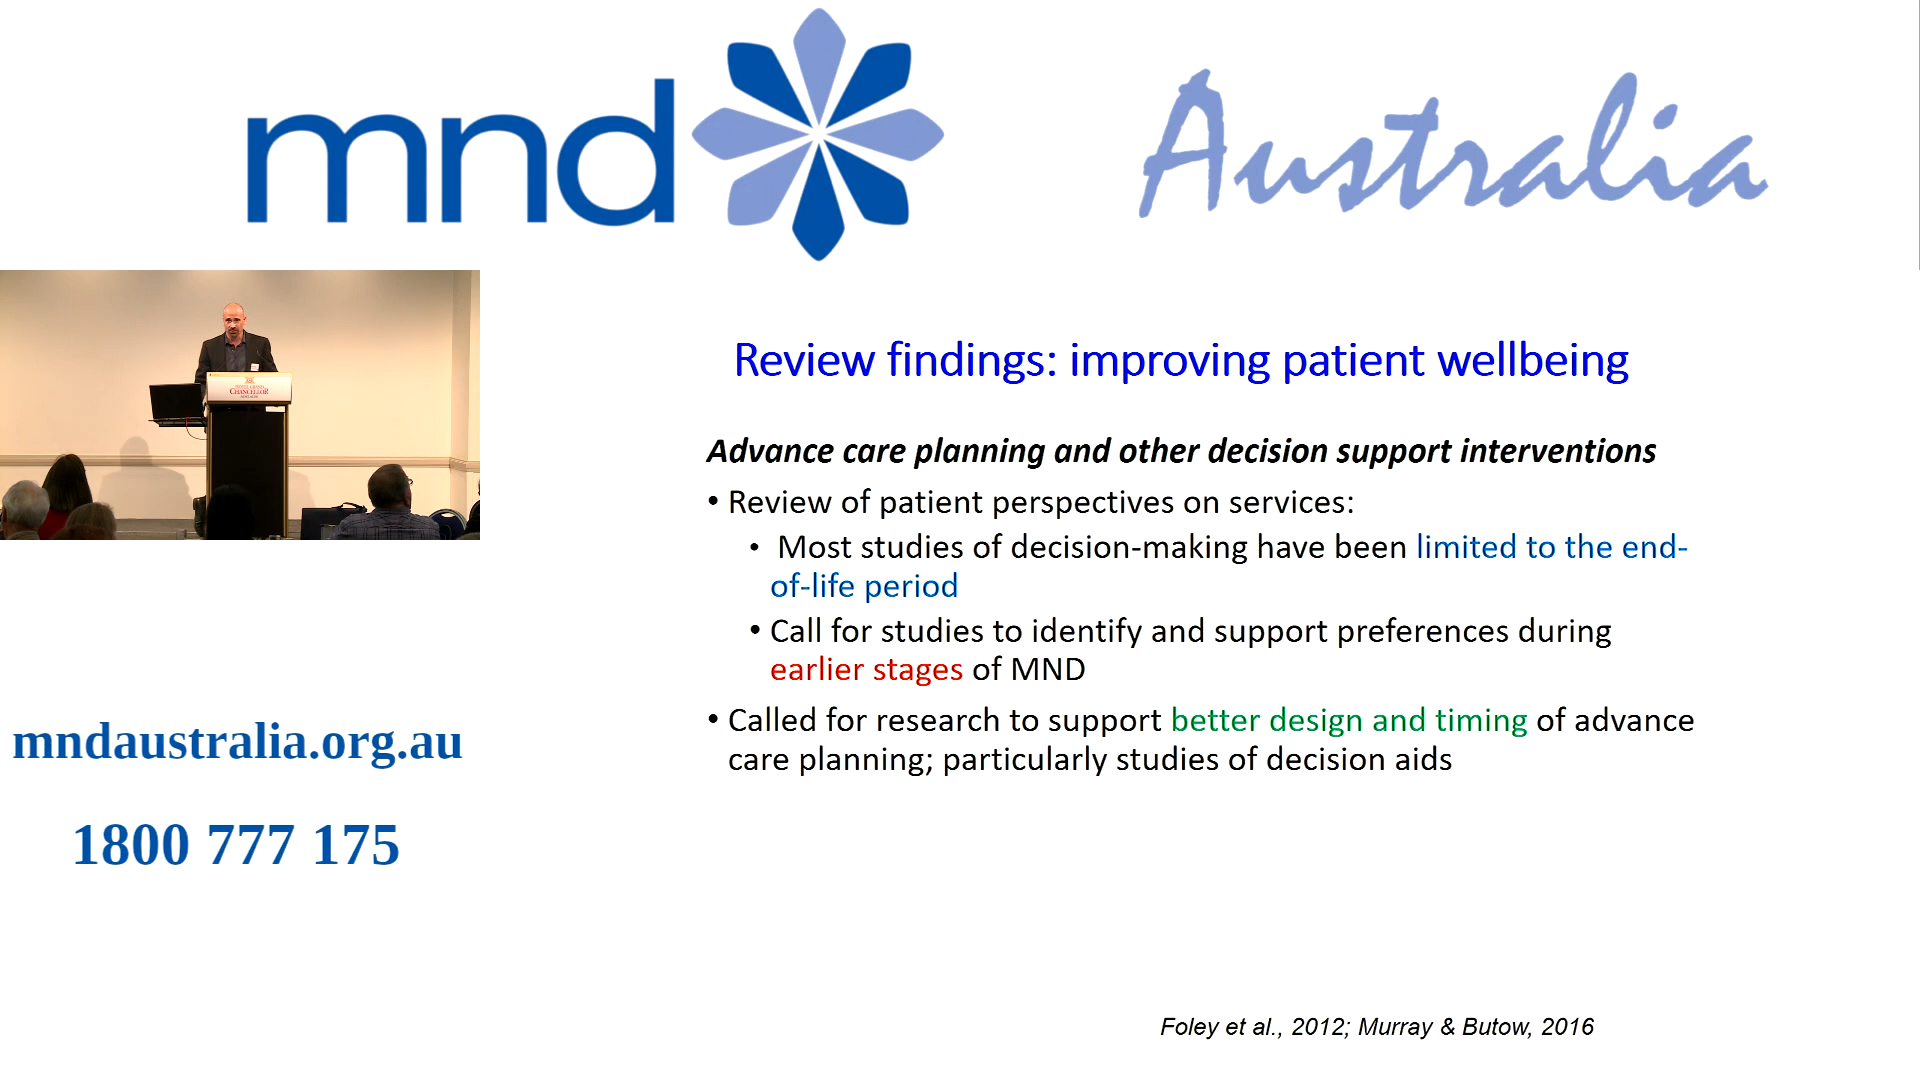 mnd Australia
CHANCELLOR
mndaustralia.org.au
1800 777 175
Review findings: improving patient wellbeing
Advance care planning and other decision support interventions
• Review of patient perspectives on services:
• Most studies of decision-making have been limited to the end-
of-life period
• Call for studies to identify and support preferences during
earlier stages of MND
• Called for research to support better design and timing of advance
care planning; particularly studies of decision aids
Foley et al., 2012; Murray & Butow, 2016